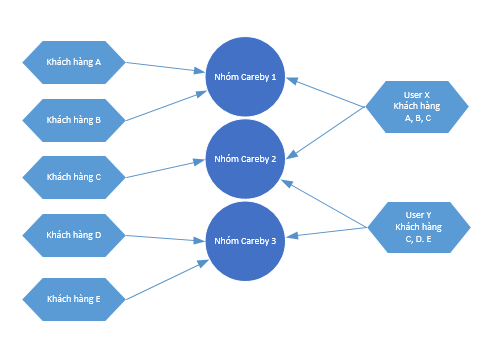 Khách hàng A
Khách hàng B
Khách hàng C
Khách hàng D
Khách hàng E
Nhóm Careby 1
Nhóm Careby 2
Nhóm Careby 3
User X
Khách hàng
A, B, C
User Y
Khách hàng
C, D. E